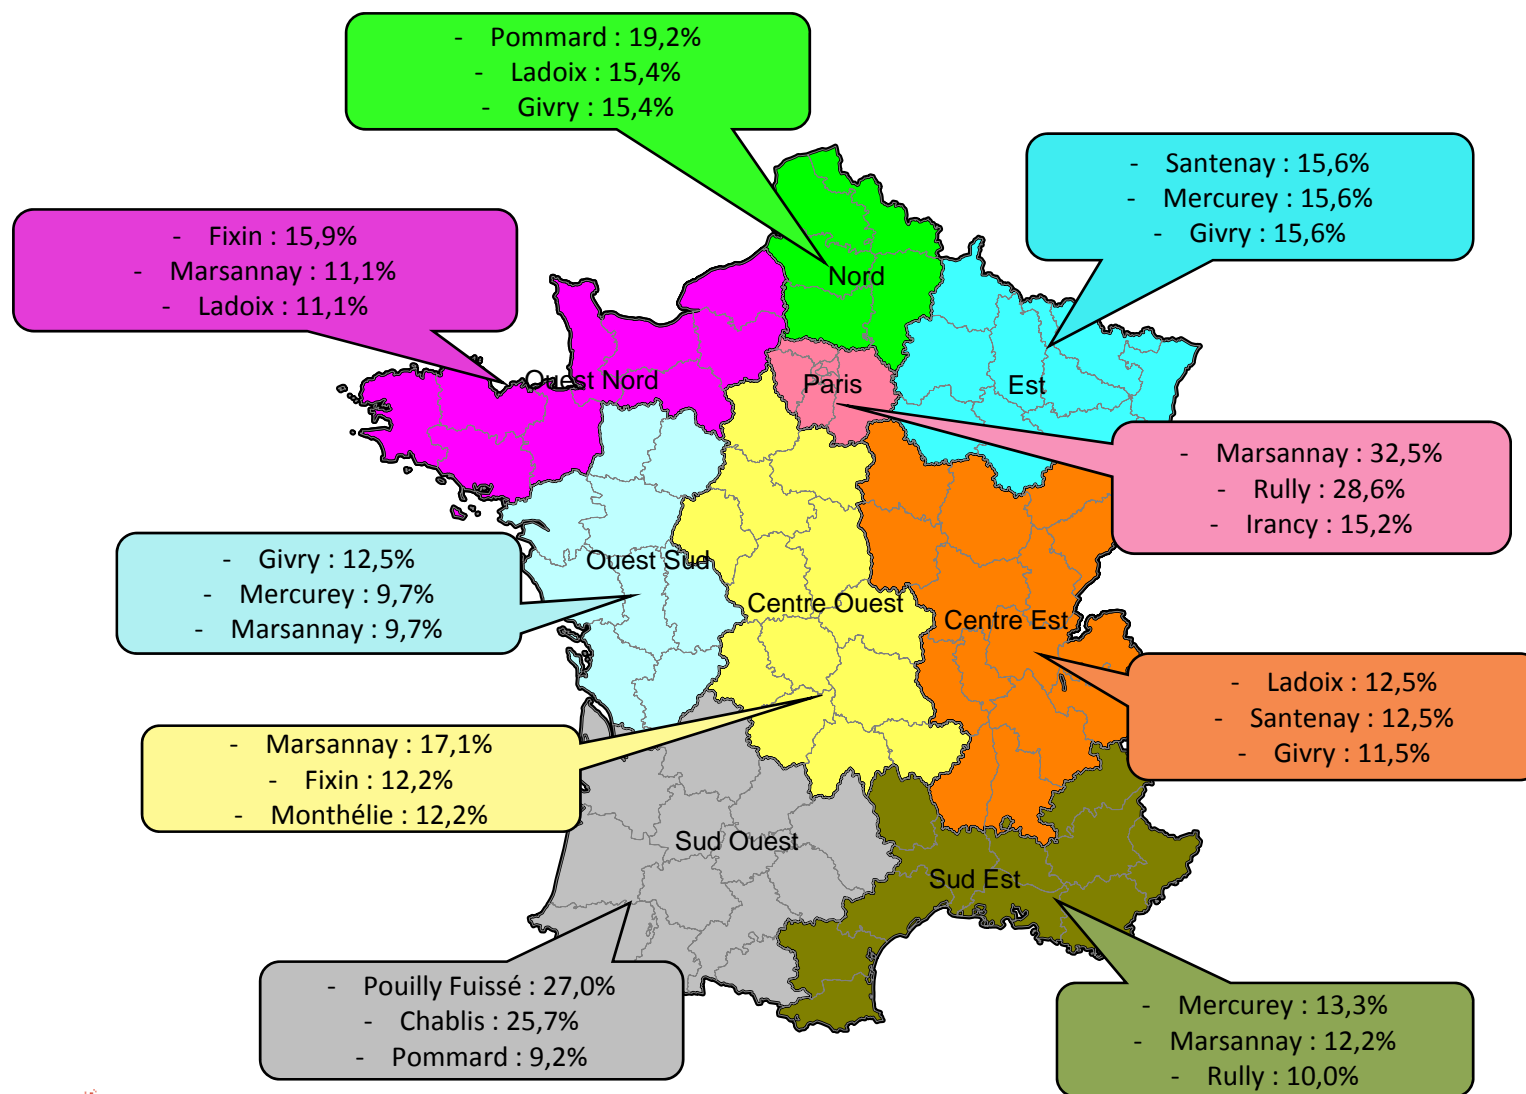 - Pommard : 19,2%
- Ladoix : 15,4%
- Givry : 15,4%
- Santenay : 15,6%
- Mercurey : 15,6%
- Givry : 15,6%
- Fixin : 15,9%
- Marsannay : 11,1%
- Ladoix : 11,1%
Nord
Ouest Nord
Paris
Est
- Marsannay : 32,5%
- Rully : 28,6%
- Irancy : 15,2%
- Givry : 12,5%
- Mercurey : 9,7%
- Marsannay : 9,7%
Ouest Sud
Centre Ouest
Centre Est
- Ladoix : 12,5%
- Santenay : 12,5%
- Givry : 11,5%
- Marsannay : 17,1%
- Fixin : 12,2%
- Monthélie : 12,2%
Sud Ouest
Sud Est
- Pouilly Fuissé : 27,0%
- Chablis : 25,7%
- Pommard : 9,2%
- Mercurey : 13,3%
- Marsannay : 12,2%
- Rully : 10,0%